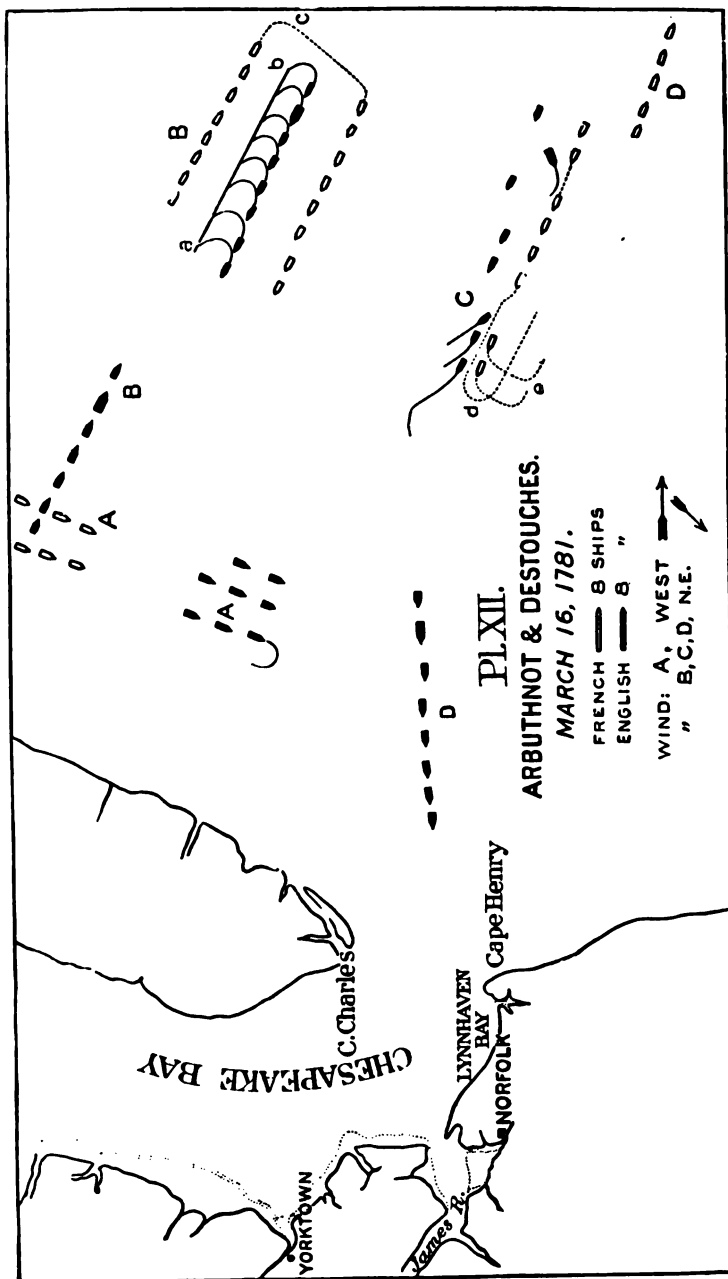 Pl. XII.
ARBUTHNOT & DESTOUCHES.
MARCH 16, 1781.
FRENCH 8 SHIPS
ENGLISH 8 "
WIND: A, WEST
" B,C,D, N.E.
CHESAPEAKE BAY
C. Charles
LYNNHAVEN
BAY
Cape Henry
NORFOLK
YORKTOWN
James R.
A
A
B
B
a
b
c
C
d
e
D
D